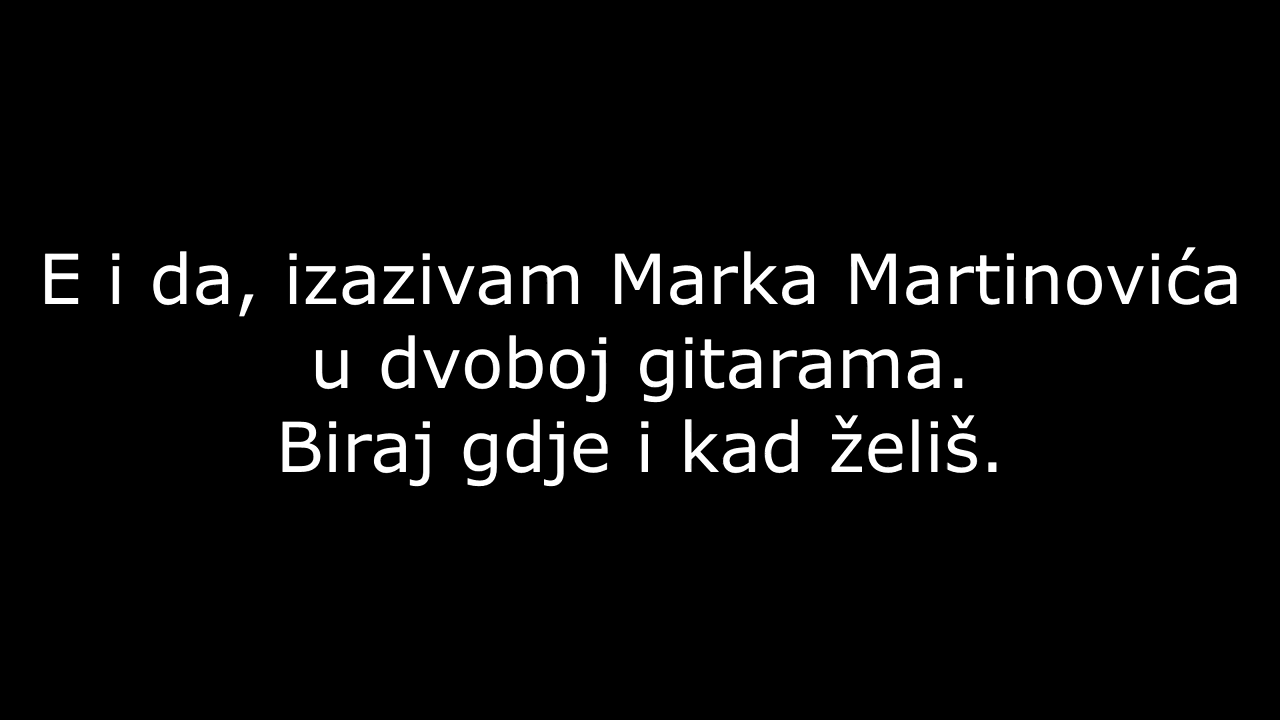 E i da, izazivam Marka Martinovića
u dvoboj gitarama.
Biraj gdje i kad želiš.